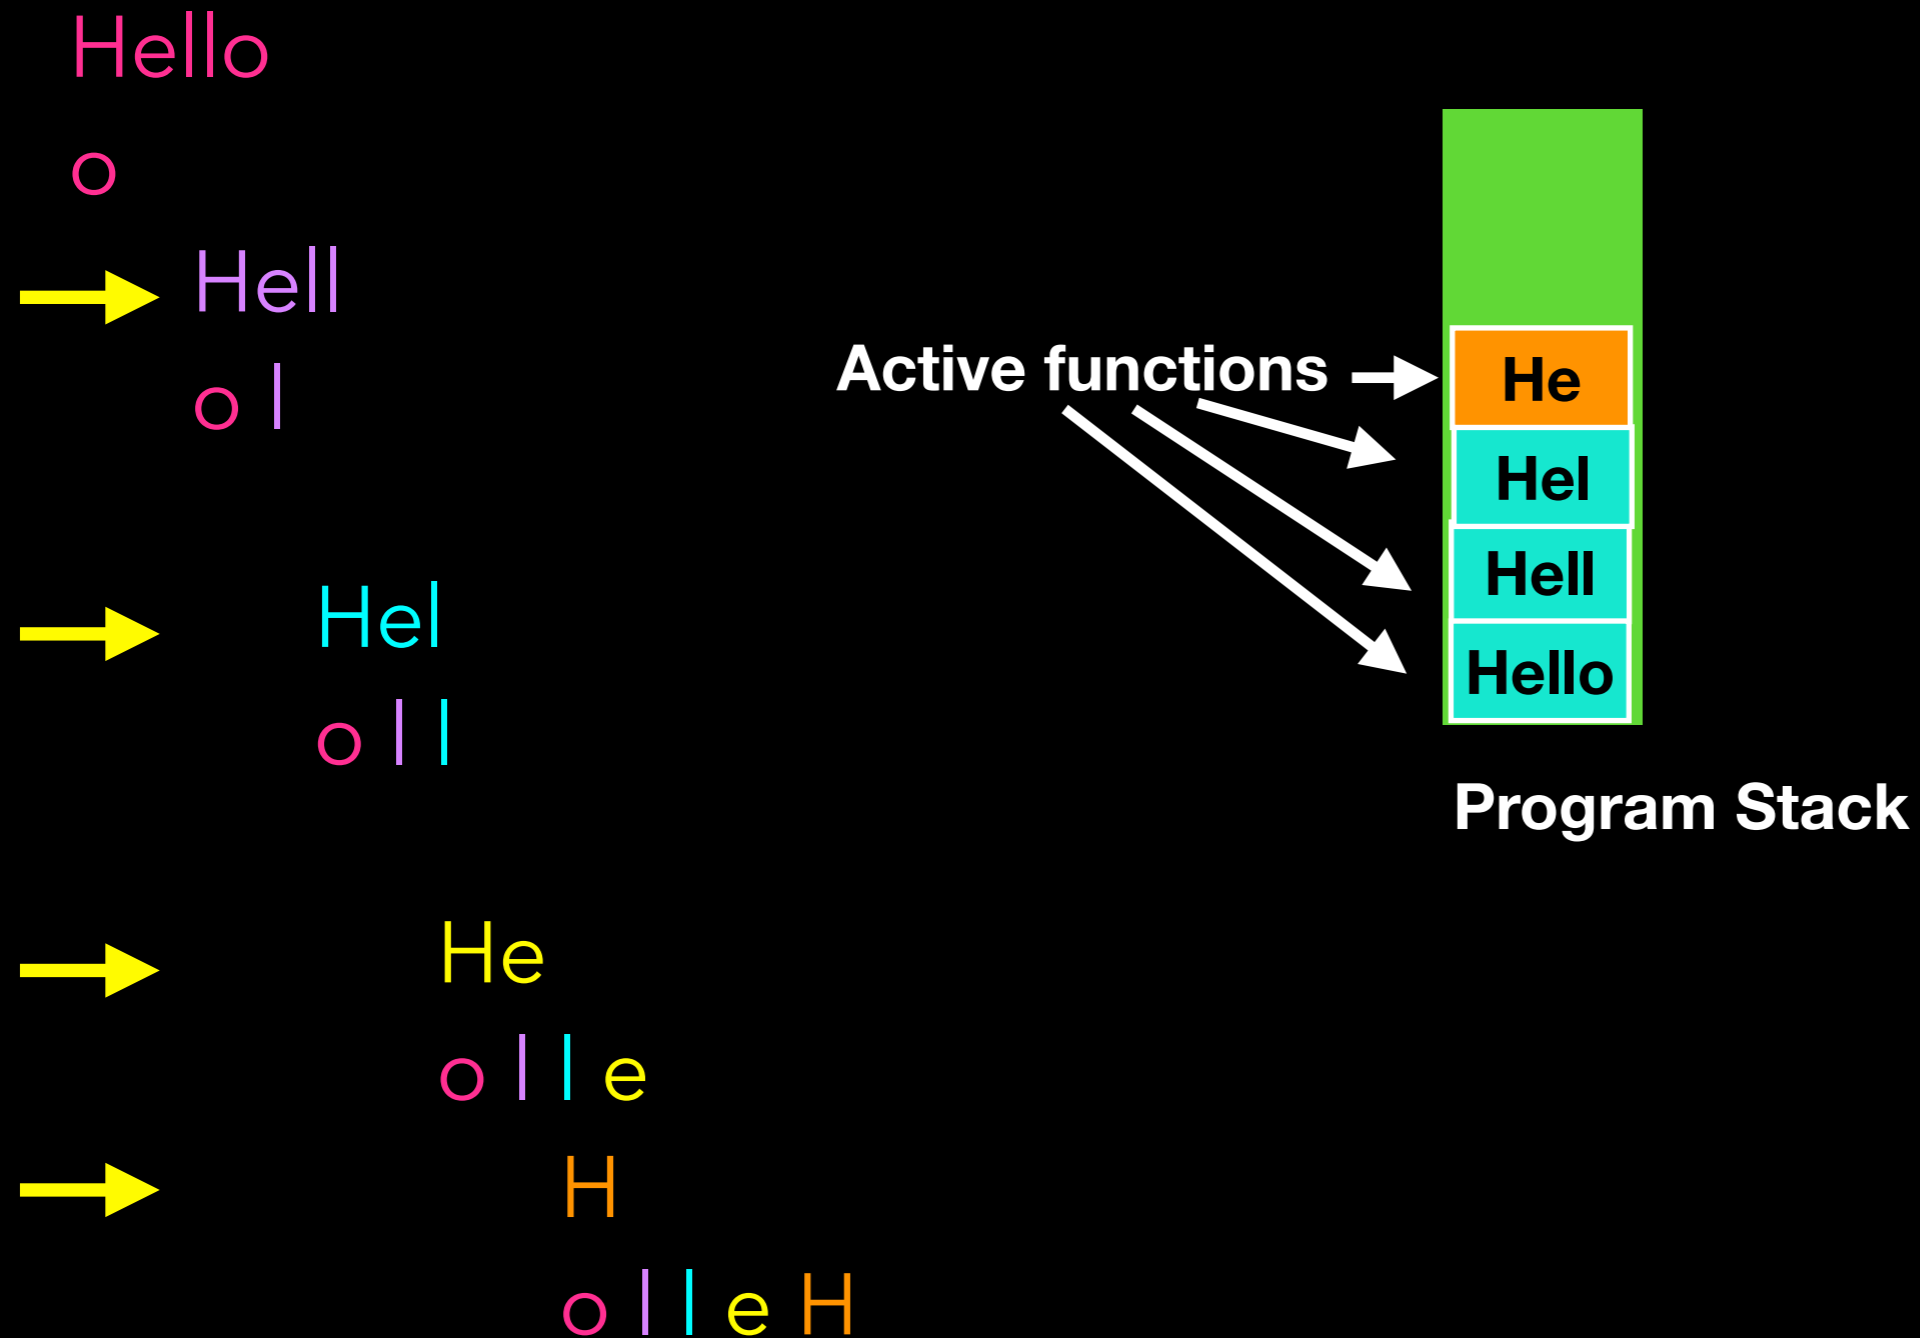 Hello
o
Hell
o l
Hel
o l l
He
o l l e
H
o l l e H
Active functions
He
Hel
Hell
Hello
Program Stack